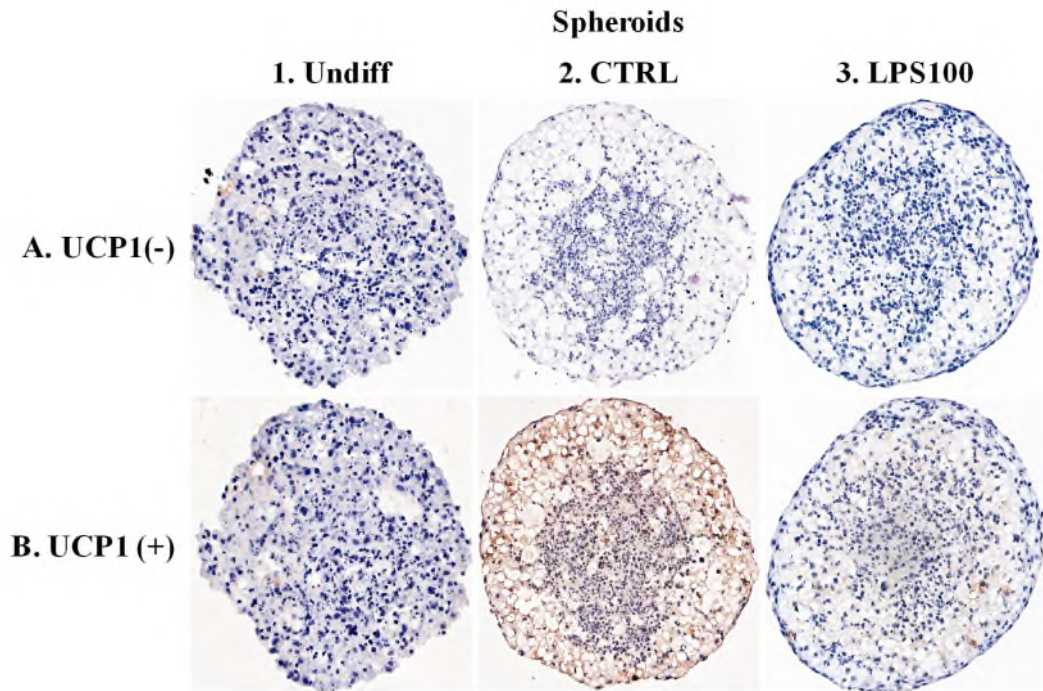 Spheroids
1. Undiff
2. CTRL
3. LPS100
A. UCP1(-)
B. UCP1 (+)